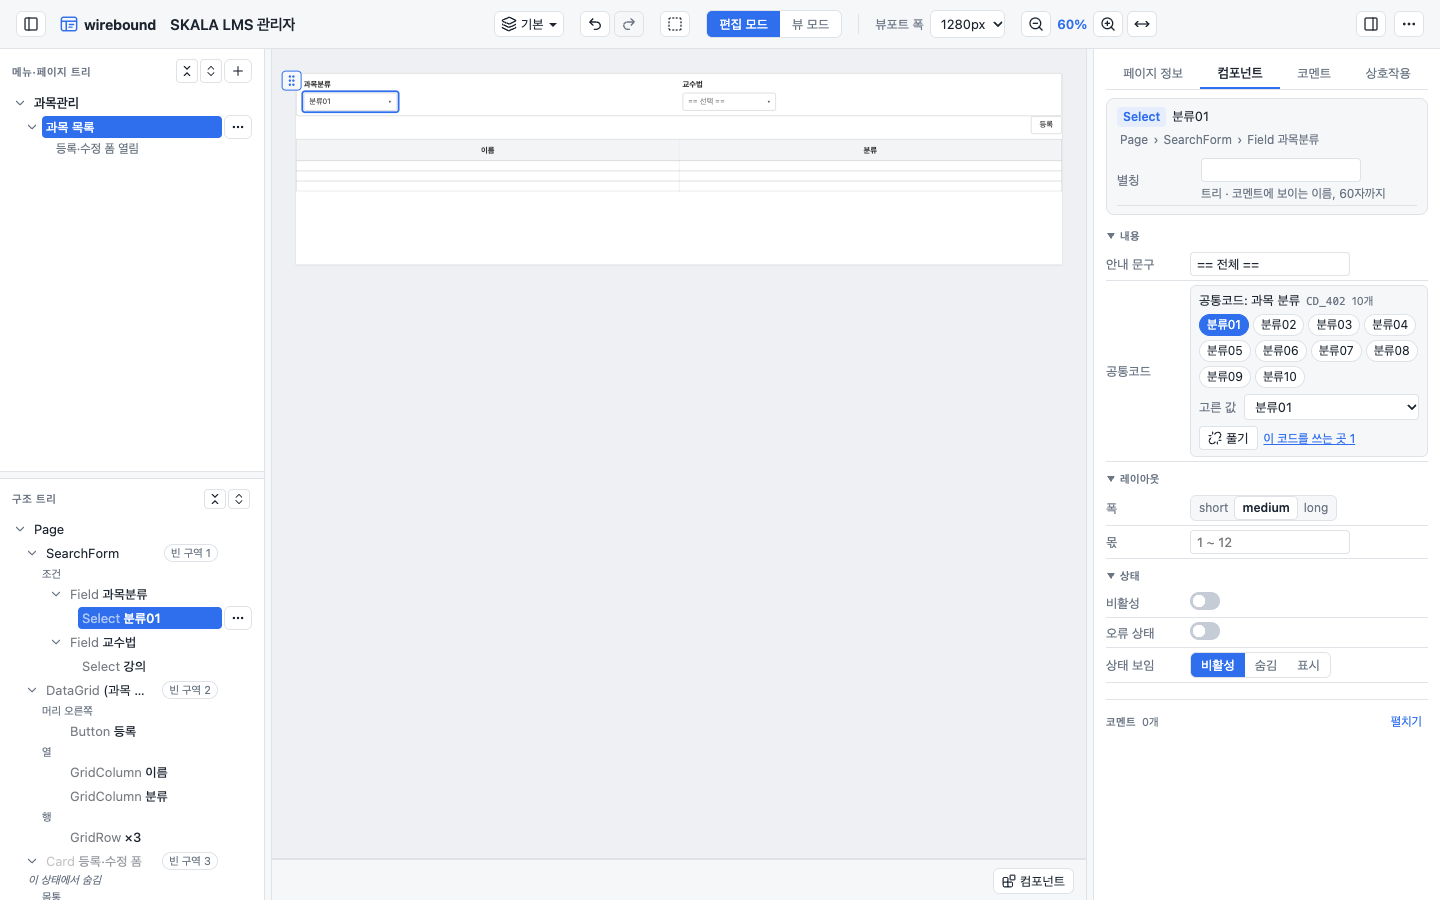 wirebound SKALA LMS 관리자 기본 편집 모드 뷰 모드 뷰포트 폭 1280px 60%
메뉴·페이지 트리
과목관리
과목 목록
등록·수정 폼 열림
구조 트리
Page
SearchForm 빈 구역 1
조건
Field 과목분류
Select 분류01
Field 교수법
Select 강의
DataGrid (과목 ... 빈 구역 2
머리 오른쪽
Button 등록
열
GridColumn 이름
GridColumn 분류
행
GridRow ×3
Card 등록·수정 폼 빈 구역 3
이 상태에서 숨김
몸통
과목분류 교수법
분류01 == 선택 ==
등록
이름 분류
컴포넌트
페이지 정보 컴포넌트 코멘트 상호작용
Select 분류01
Page › SearchForm › Field 과목분류
별칭
트리 · 코멘트에 보이는 이름, 60자까지
▼ 내용
안내 문구 == 전체 ==
공통코드
공통코드: 과목 분류 CD_402 10개
분류01 분류02 분류03 분류04
분류05 분류06 분류07 분류08
분류09 분류10
고른 값 분류01
풀기 이 코드를 쓰는 곳 1
▼ 레이아웃
폭 short medium long
몫 1 ~ 12
▼ 상태
비활성
오류 상태
상태 보임 비활성 숨김 표시
코멘트 0개 펼치기